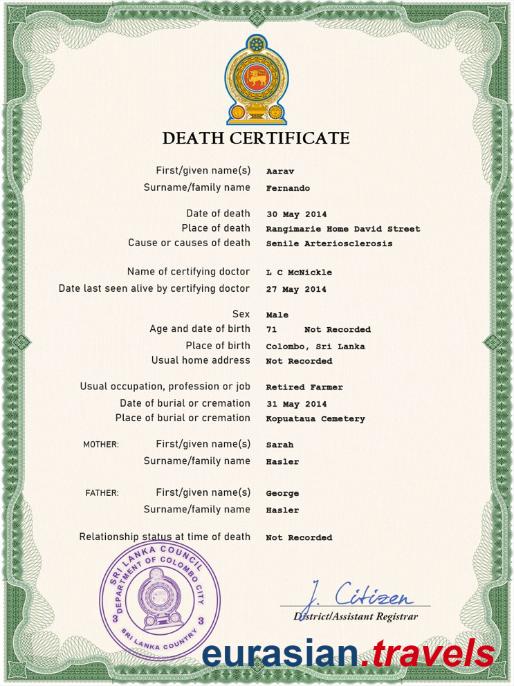 DEATH CERTIFICATE
First/given name(s) Aarav
Surname/family name Fernando
Date of death 30 May 2014
Place of death Rangimarie Home David Street
Cause or causes of death Senile Arteriosclerosis
Name of certifying doctor L C McNickle
Date last seen alive by certifying doctor 27 May 2014
Sex Male
Age and date of birth 71 Not Recorded
Place of birth Colombo, Sri Lanka
Usual home address Not Recorded
Usual occupation, profession or job Retired Farmer
Date of burial or cremation 31 May 2014
Place of burial or cremation Kopuataua Cemetery
MOTHER: First/given name(s) Sarah
Surname/family name Hasler
FATHER: First/given name(s) George
Surname/family name Hasler
Relationship status at time of death Not Recorded
SRI LANKA COUNCIL
DEPARTMENT OF COLOMBO CITY
3 3
SRI LANKA COUNTRY
J. Citizen
District/Assistant Registrar
eurasian.travels